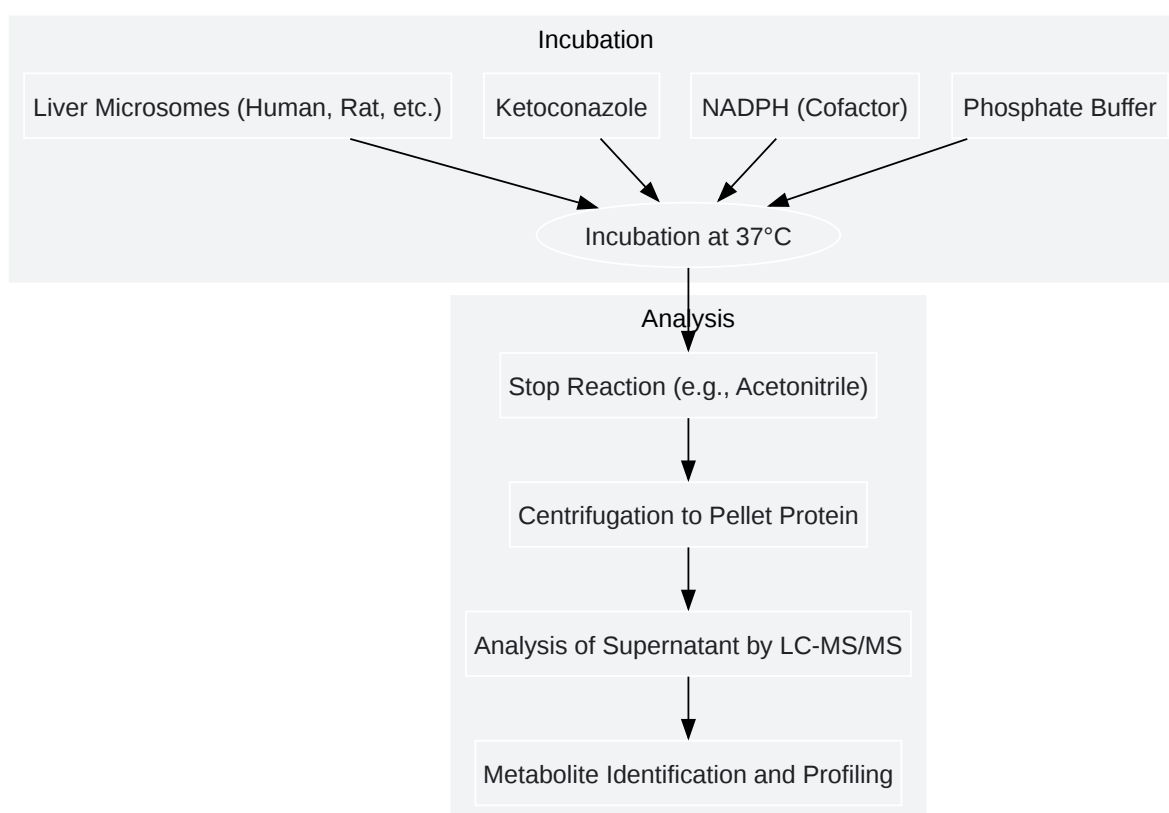 Incubation
Liver Microsomes (Human, Rat, etc.)
Ketoconazole
NADPH (Cofactor)
Phosphate Buffer
Incubation at 37°C
Analysis
Stop Reaction (e.g., Acetonitrile)
Centrifugation to Pellet Protein
Analysis of Supernatant by LC-MS/MS
Metabolite Identification and Profiling